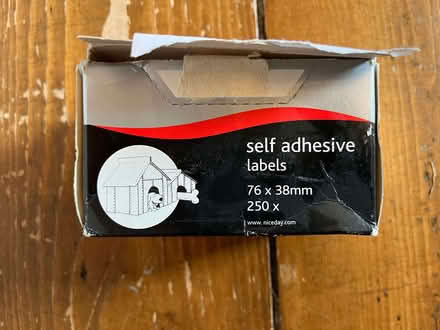 self adhesive
labels
76 x 38mm
250 x
www.niceday.com